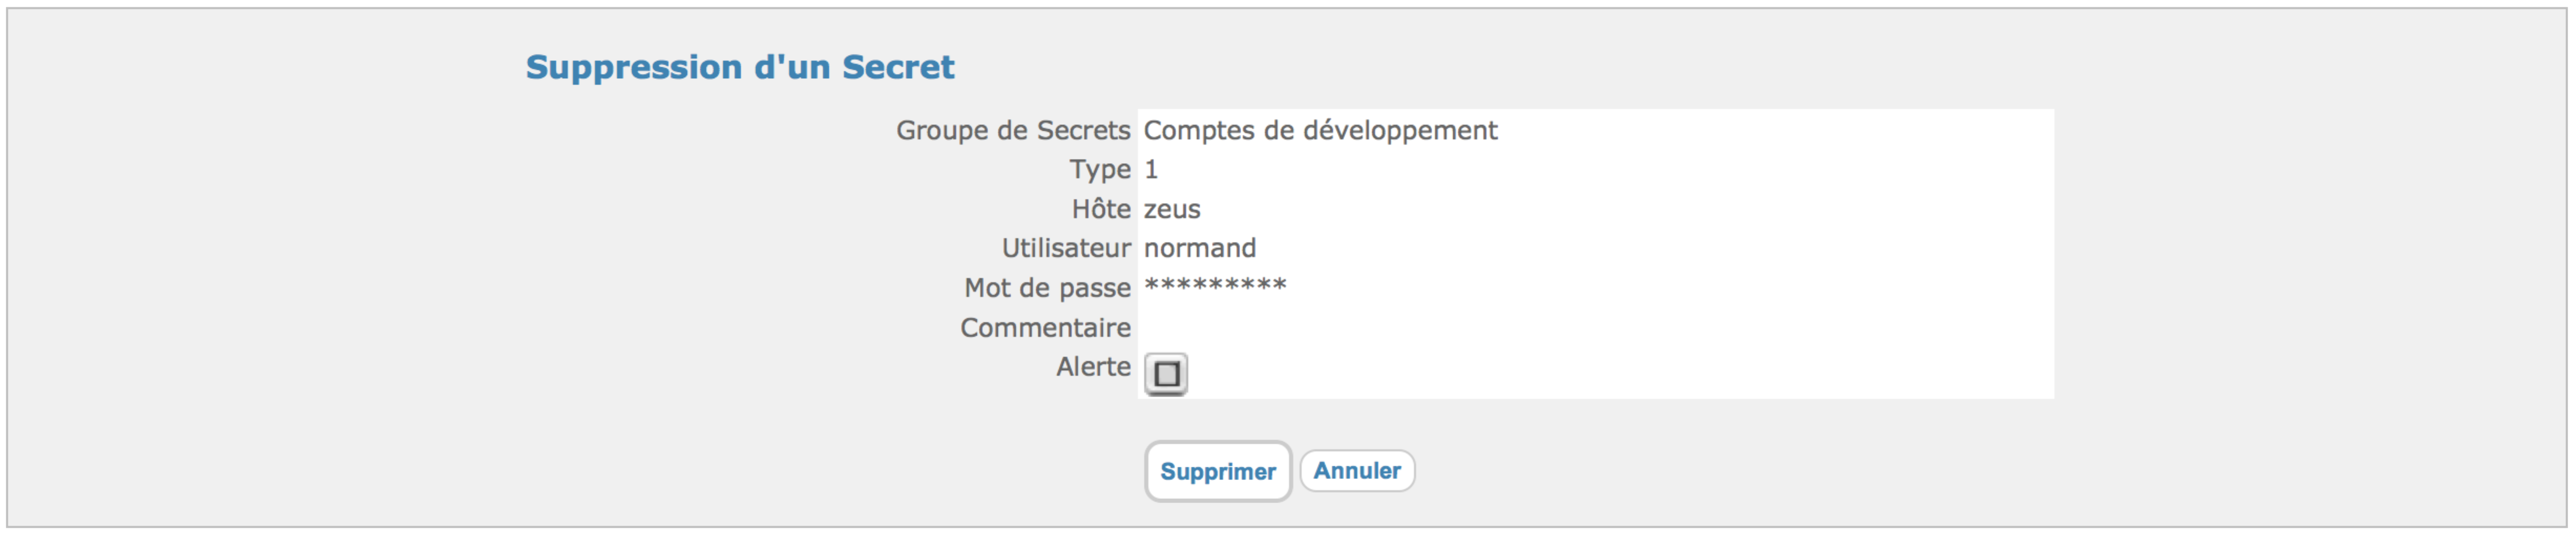 Suppression d'un Secret
Groupe de Secrets Comptes de développement
Type 1
Hôte zeus
Utilisateur normand
Mot de passe *********
Commentaire
Alerte
Supprimer Annuler